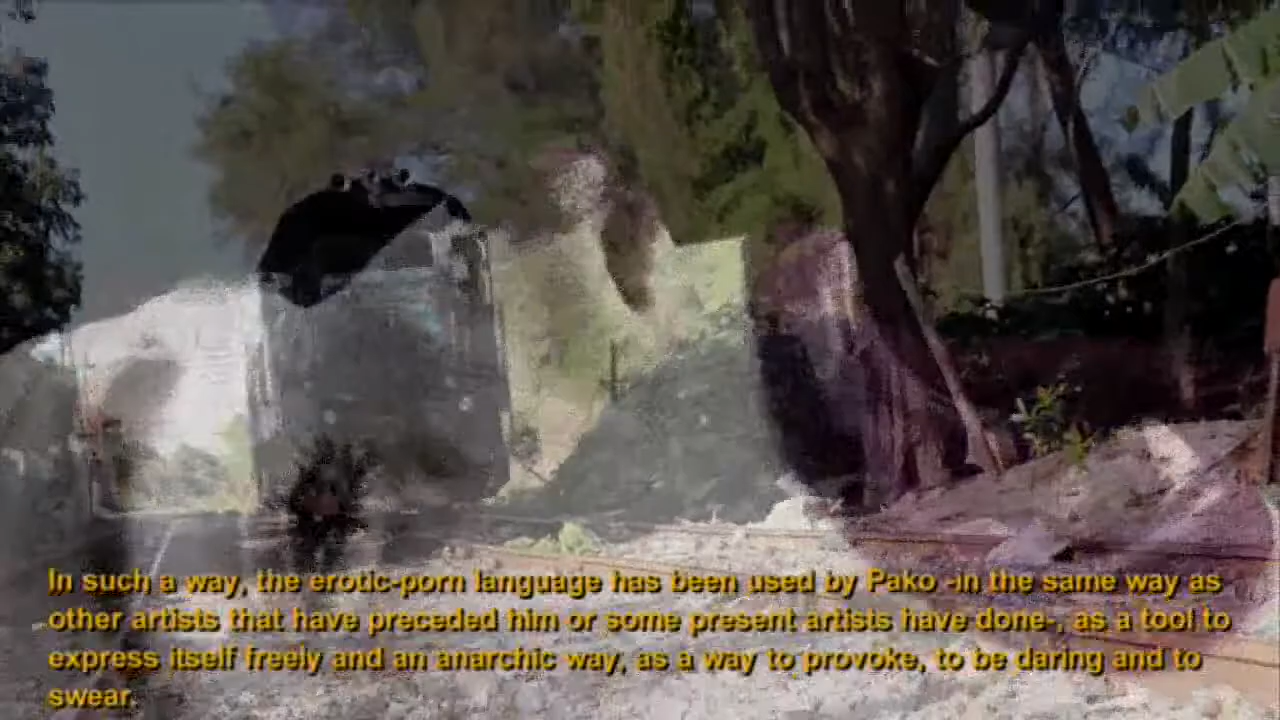 In such a way, the erotic-porn language has been used by Pako -in the same way as
other artists that have preceded him or some present artists have done-, as a tool to
express itself freely and an anarchic way, as a way to provoke, to be daring and to
swear.